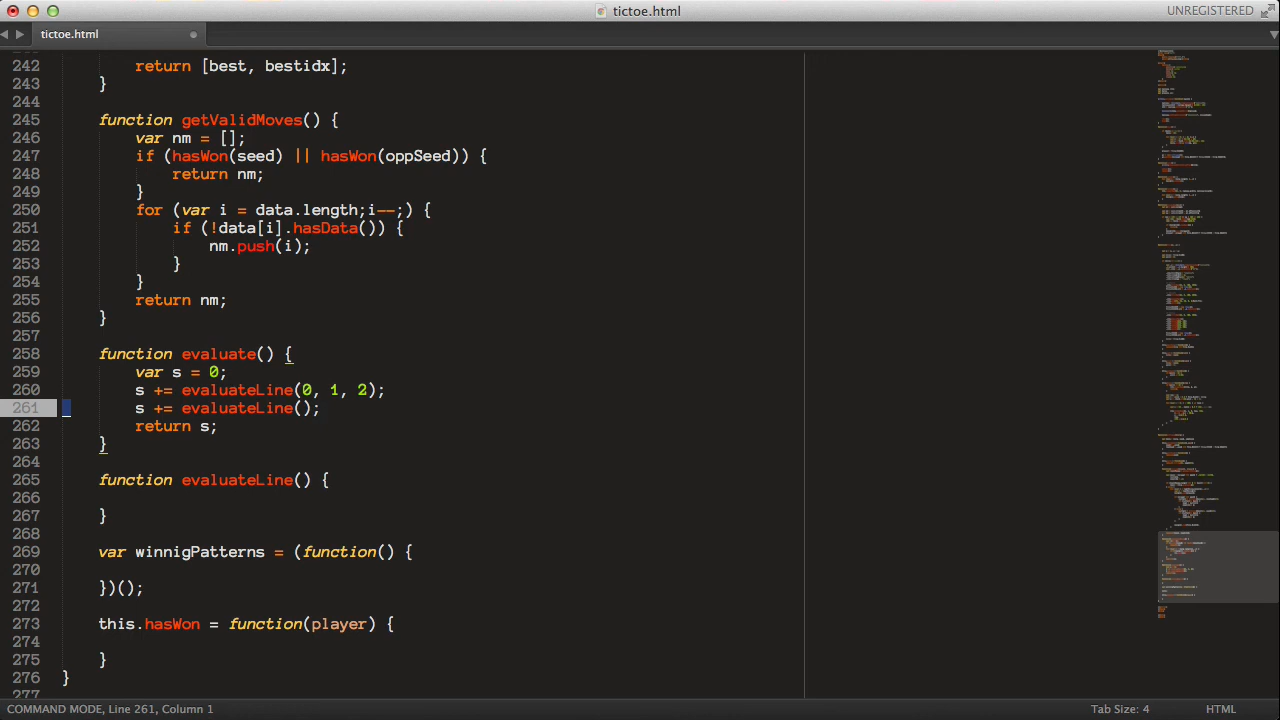 tictoe.html
UNREGISTERED
tictoe.html
242 return [best, bestidx];
243 }
244
245 function getValidMoves() {
246 var nm = [];
247 if (hasWon(seed) || hasWon(oppSeed)) {
248 return nm;
249 }
250 for (var i = data.length;i--;) {
251 if (!data[i].hasData()) {
252 nm.push(i);
253 }
254 }
255 return nm;
256 }
257
258 function evaluate() {
259 var s = 0;
260 s += evaluateLine(0, 1, 2);
261 s += evaluateLine();
262 return s;
263 }
264
265 function evaluateLine() {
266
267 }
268
269 var winnigPatterns = (function() {
270
271 })();
272
273 this.hasWon = function(player) {
274
275 }
276 }
277
COMMAND MODE, Line 261, Column 1
Tab Size: 4
HTML